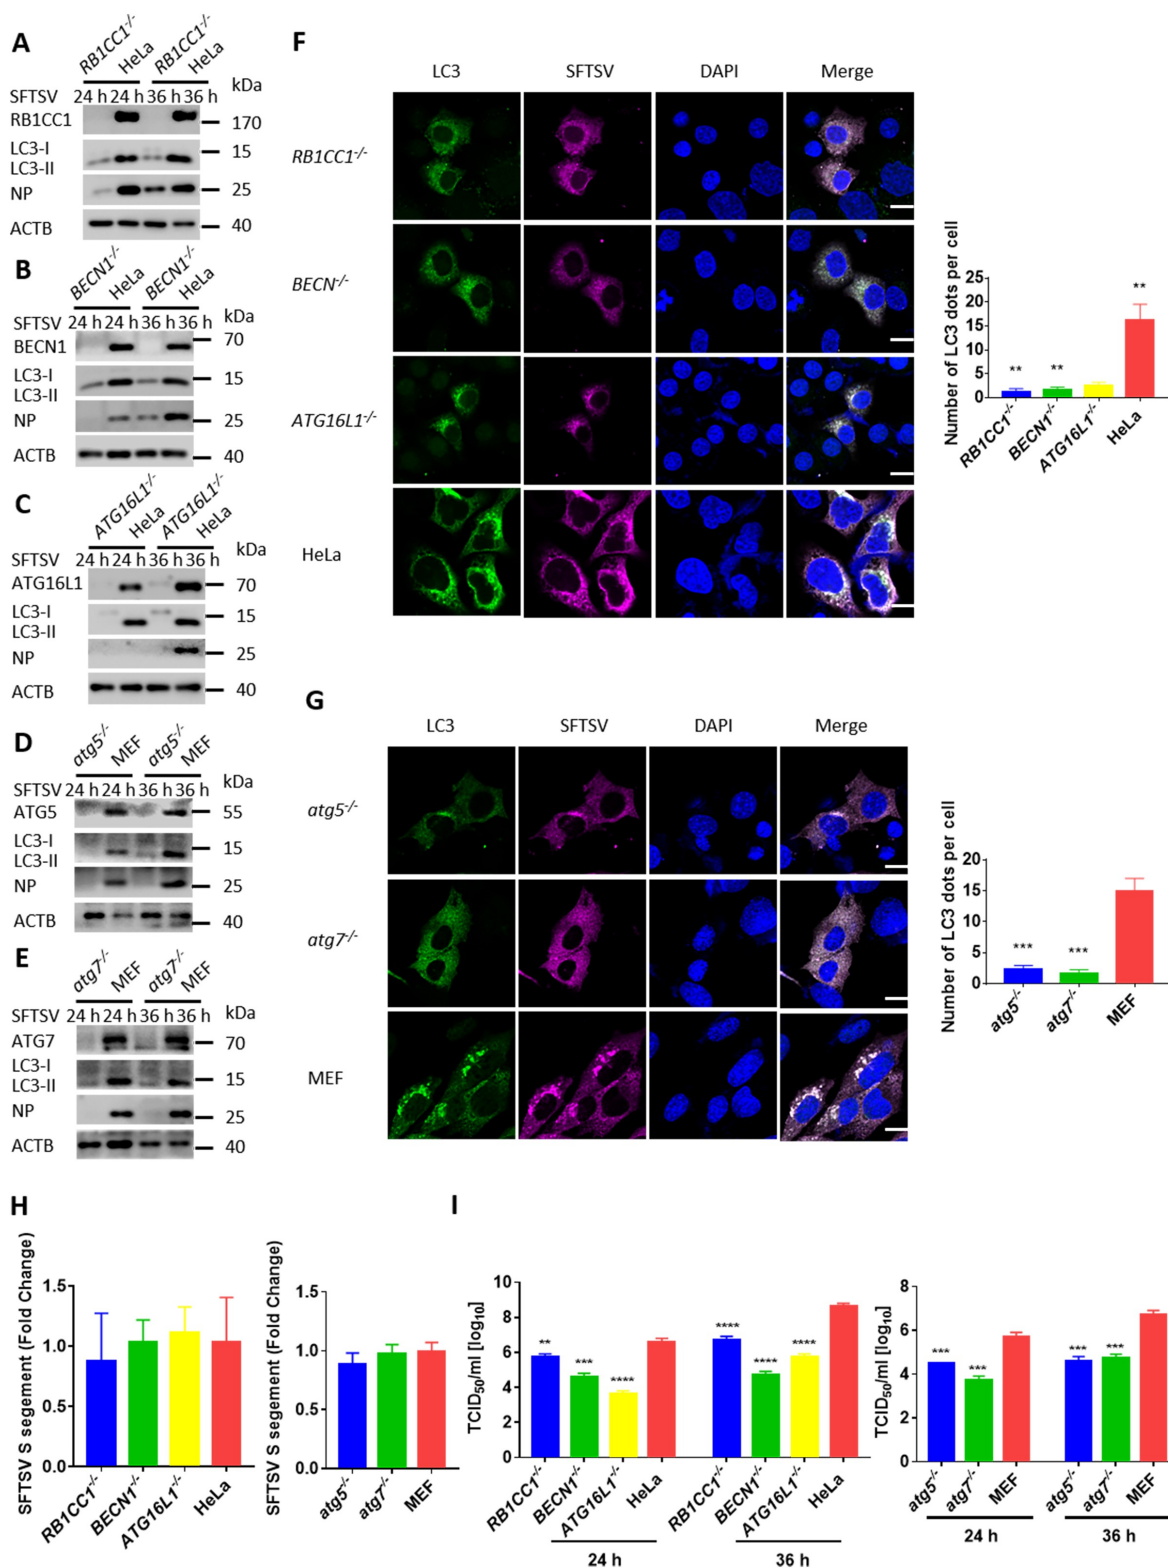 A
RB1CC1-/-
HeLa
RB1CC1-/-
HeLa
kDa
SFTSV 24 h 24 h 36 h 36 h
RB1CC1 170
LC3-I 15
LC3-II
NP 25
ACTB 40
B
BECN1-/-
HeLa
BECN1-/-
HeLa
kDa
SFTSV 24 h 24 h 36 h 36 h
BECN1 70
LC3-I 15
LC3-II
NP 25
ACTB 40
C
ATG16L1-/-
HeLa
ATG16L1-/-
HeLa
kDa
SFTSV 24 h 24 h 36 h 36 h
ATG16L1 70
LC3-I 15
LC3-II
NP 25
ACTB 40
D
atg5-/-
MEF
atg5-/-
MEF
kDa
SFTSV 24 h 24 h 36 h 36 h
ATG5 55
LC3-I 15
LC3-II
NP 25
ACTB 40
E
atg7-/-
MEF
atg7-/-
MEF
kDa
SFTSV 24 h 24 h 36 h 36 h
ATG7 70
LC3-I 15
LC3-II
NP 25
ACTB 40
F
LC3 SFTSV DAPI Merge
RB1CC1-/-
BECN-/-
ATG16L1-/-
HeLa
Number of LC3 dots per cell
25
20
15
10
5
0
** ** **
RB1CC1-/- BECN1-/- ATG16L1-/- HeLa
G
LC3 SFTSV DAPI Merge
atg5-/-
atg7-/-
MEF
Number of LC3 dots per cell
20
15
10
5
0
*** ***
atg5-/- atg7-/- MEF
H
SFTSV S segement (Fold Change)
1.5
1.0
0.5
0.0
RB1CC1-/- BECN1-/- ATG16L1-/- HeLa
SFTSV S segement (Fold Change)
1.5
1.0
0.5
0.0
atg5-/- atg7-/- MEF
I
TCID50/ml [log10]
10
8
6
4
2
0
** *** **** **** **** ****
RB1CC1-/- BECN1-/- ATG16L1-/- HeLa RB1CC1-/- BECN1-/- ATG16L1-/- HeLa
24 h 36 h
TCID50/ml [log10]
8
6
4
2
0
*** *** *** ***
atg5-/- atg7-/- MEF atg5-/- atg7-/- MEF
24 h 36 h